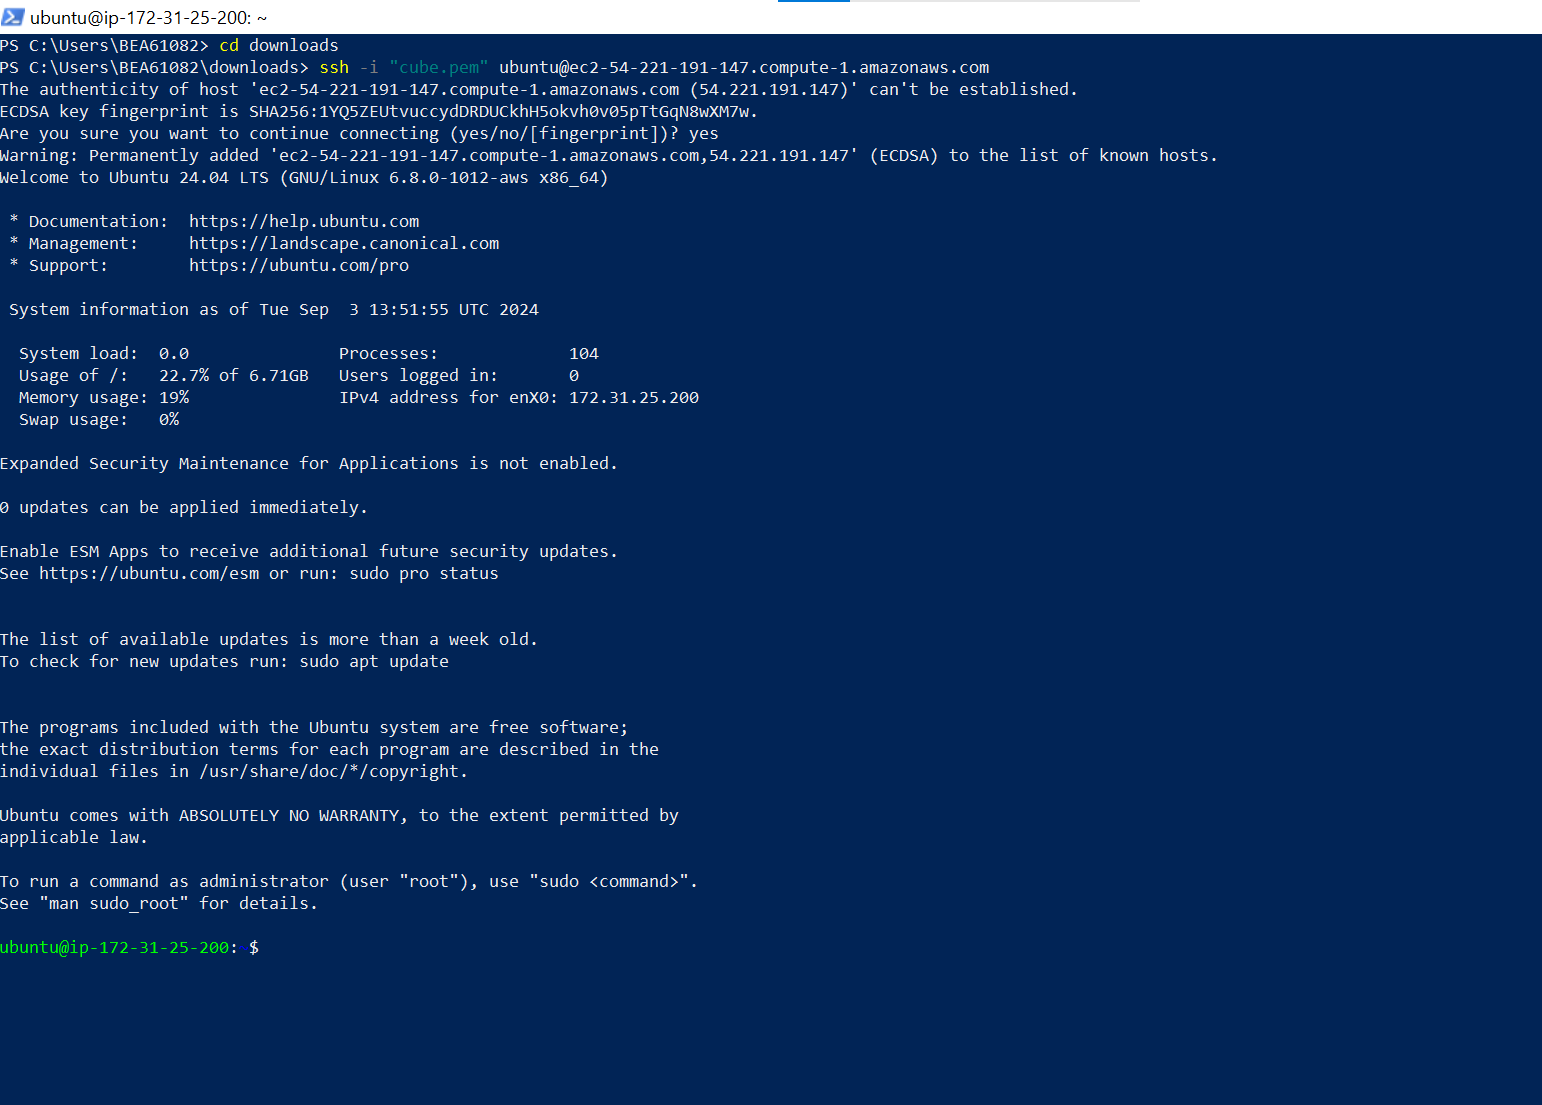 ubuntu@ip-172-31-25-200: ~
PS C:\Users\BEA61082> cd downloads
PS C:\Users\BEA61082\downloads> ssh -i "cube.pem" ubuntu@ec2-54-221-191-147.compute-1.amazonaws.com
The authenticity of host 'ec2-54-221-191-147.compute-1.amazonaws.com (54.221.191.147)' can't be established.
ECDSA key fingerprint is SHA256:1YQ5ZEUtvuccydDRDUCkhH5okvh0v05pTtGqN8wXM7w.
Are you sure you want to continue connecting (yes/no/[fingerprint])? yes
Warning: Permanently added 'ec2-54-221-191-147.compute-1.amazonaws.com,54.221.191.147' (ECDSA) to the list of known hosts.
Welcome to Ubuntu 24.04 LTS (GNU/Linux 6.8.0-1012-aws x86_64)
* Documentation:  https://help.ubuntu.com
* Management:     https://landscape.canonical.com
* Support:        https://ubuntu.com/pro
System information as of Tue Sep  3 13:51:55 UTC 2024
System load:  0.0               Processes:             104
Usage of /:   22.7% of 6.71GB   Users logged in:       0
Memory usage: 19%               IPv4 address for enX0: 172.31.25.200
Swap usage:   0%
Expanded Security Maintenance for Applications is not enabled.
0 updates can be applied immediately.
Enable ESM Apps to receive additional future security updates.
See https://ubuntu.com/esm or run: sudo pro status
The list of available updates is more than a week old.
To check for new updates run: sudo apt update
The programs included with the Ubuntu system are free software;
the exact distribution terms for each program are described in the
individual files in /usr/share/doc/*/copyright.
Ubuntu comes with ABSOLUTELY NO WARRANTY, to the extent permitted by
applicable law.
To run a command as administrator (user "root"), use "sudo <command>".
See "man sudo_root" for details.
ubuntu@ip-172-31-25-200:~$